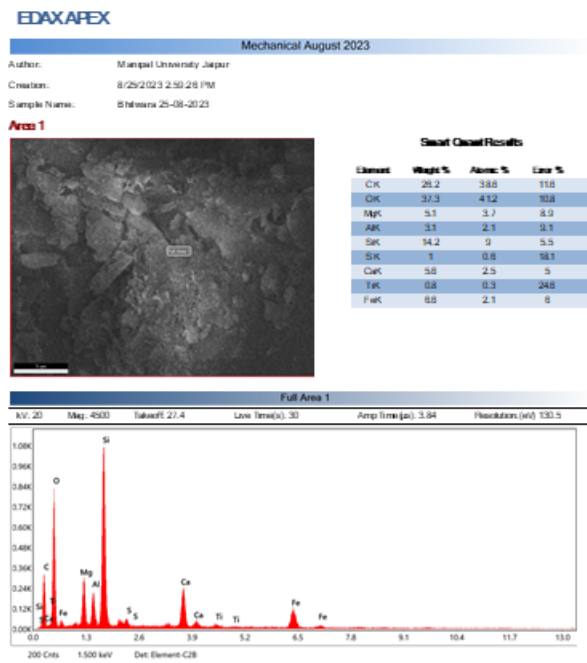 EDAX APEX
Mechanical August 2023
Author: Manipal University Jaipur
Creation: 8/25/2023 2:59:26 PM
Sample Name: Bhilwara 25-08-2023
Area 1
Smart Quant Results
Element Weight % Atomic % Error %
C K 26.2 38.6 11.6
O K 37.3 41.2 10.8
MgK 5.1 3.7 8.9
AlK 3.1 2.1 9.1
SiK 14.2 9 5.5
S K 1 0.6 18.1
CaK 5.6 2.5 5
TiK 0.8 0.3 24.6
FeK 6.6 2.1 6
Full Area 1
kV: 20 Mag: 4500 Takeoff: 27.4 Live Time(s): 30 Amp Time(µs): 3.84 Resolution:(eV) 130.5
1.08K
0.96K
0.84K
0.72K
0.60K
0.48K
0.36K
0.24K
0.12K
0.00K
Si
O
C
Mg
Al
Ca
Si
Fe
S
S
Ca
Ti
Ti
Fe
Fe
0.0 1.3 2.6 3.9 5.2 6.5 7.8 9.1 10.4 11.7 13.0
200 Cnts 1.500 keV Det: Element-C2B